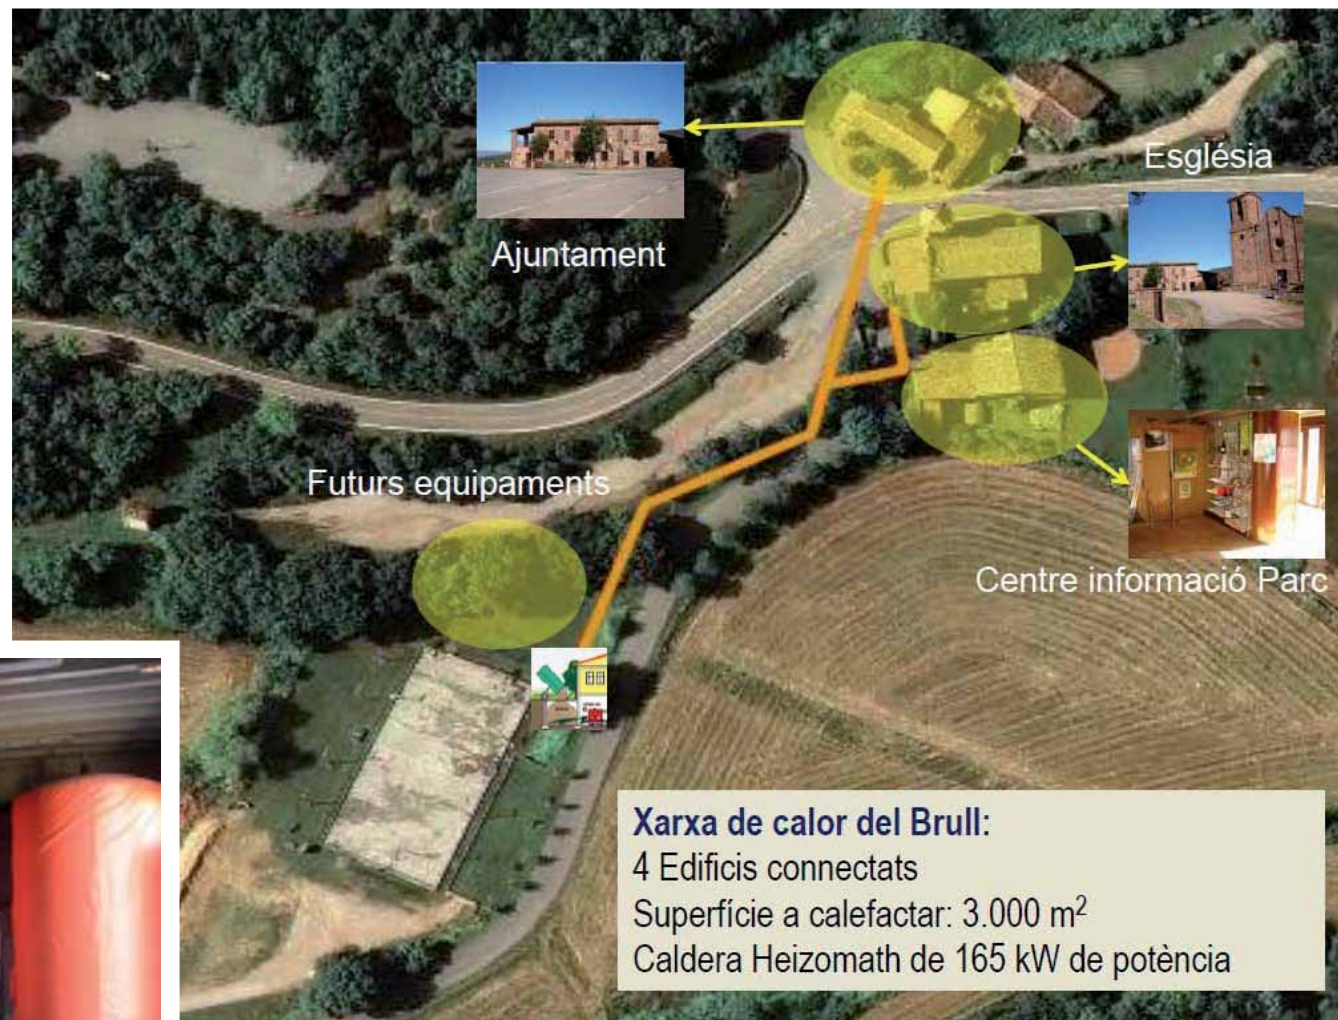 Església
Ajuntament
Futurs equipaments
Centre informació Parc
Xarxa de calor del Brull:
4 Edificis connectats
Superfície a calefactar: 3.000 m²
Caldera Heizomath de 165 kW de potència